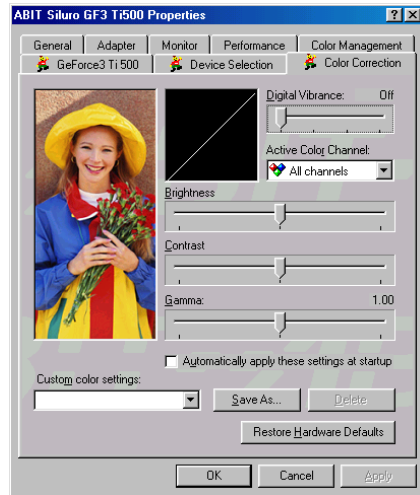 ABIT Siluro GF3 Ti500 Properties
General Adapter Monitor Performance Color Management
GeForce3 Ti 500 Device Selection Color Correction
Digital Vibrance: Off
Active Color Channel:
All channels
Brightness
Contrast
Gamma: 1.00
Automatically apply these settings at startup
Custom color settings:
Save As... Delete
Restore Hardware Defaults
OK Cancel Apply